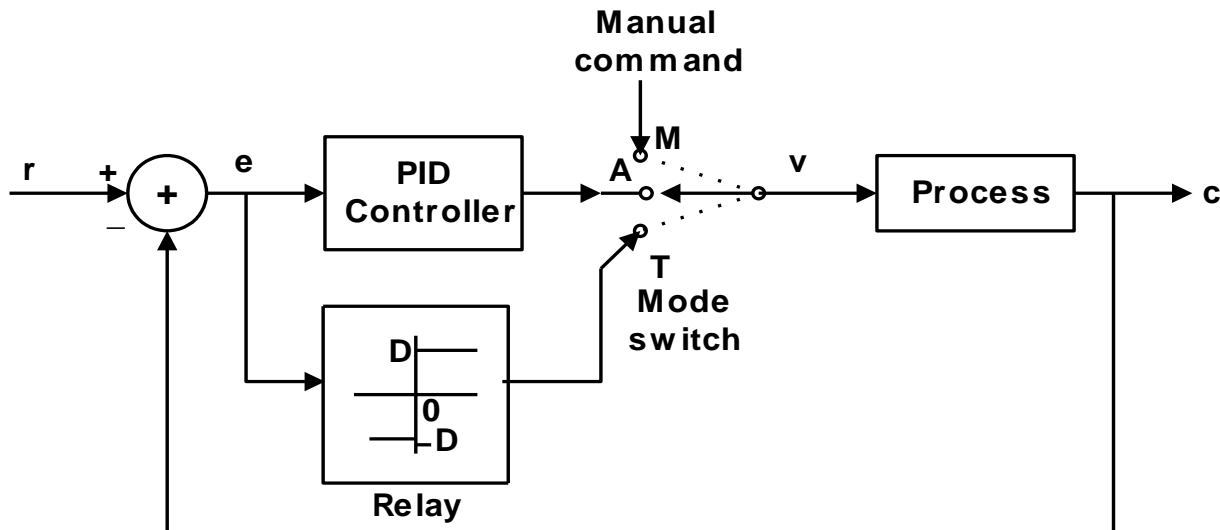 Manual
command
M
r
+
e
PID
Controller
A
v
Process
c
+
−
T
Mode
switch
D
0
−D
Relay